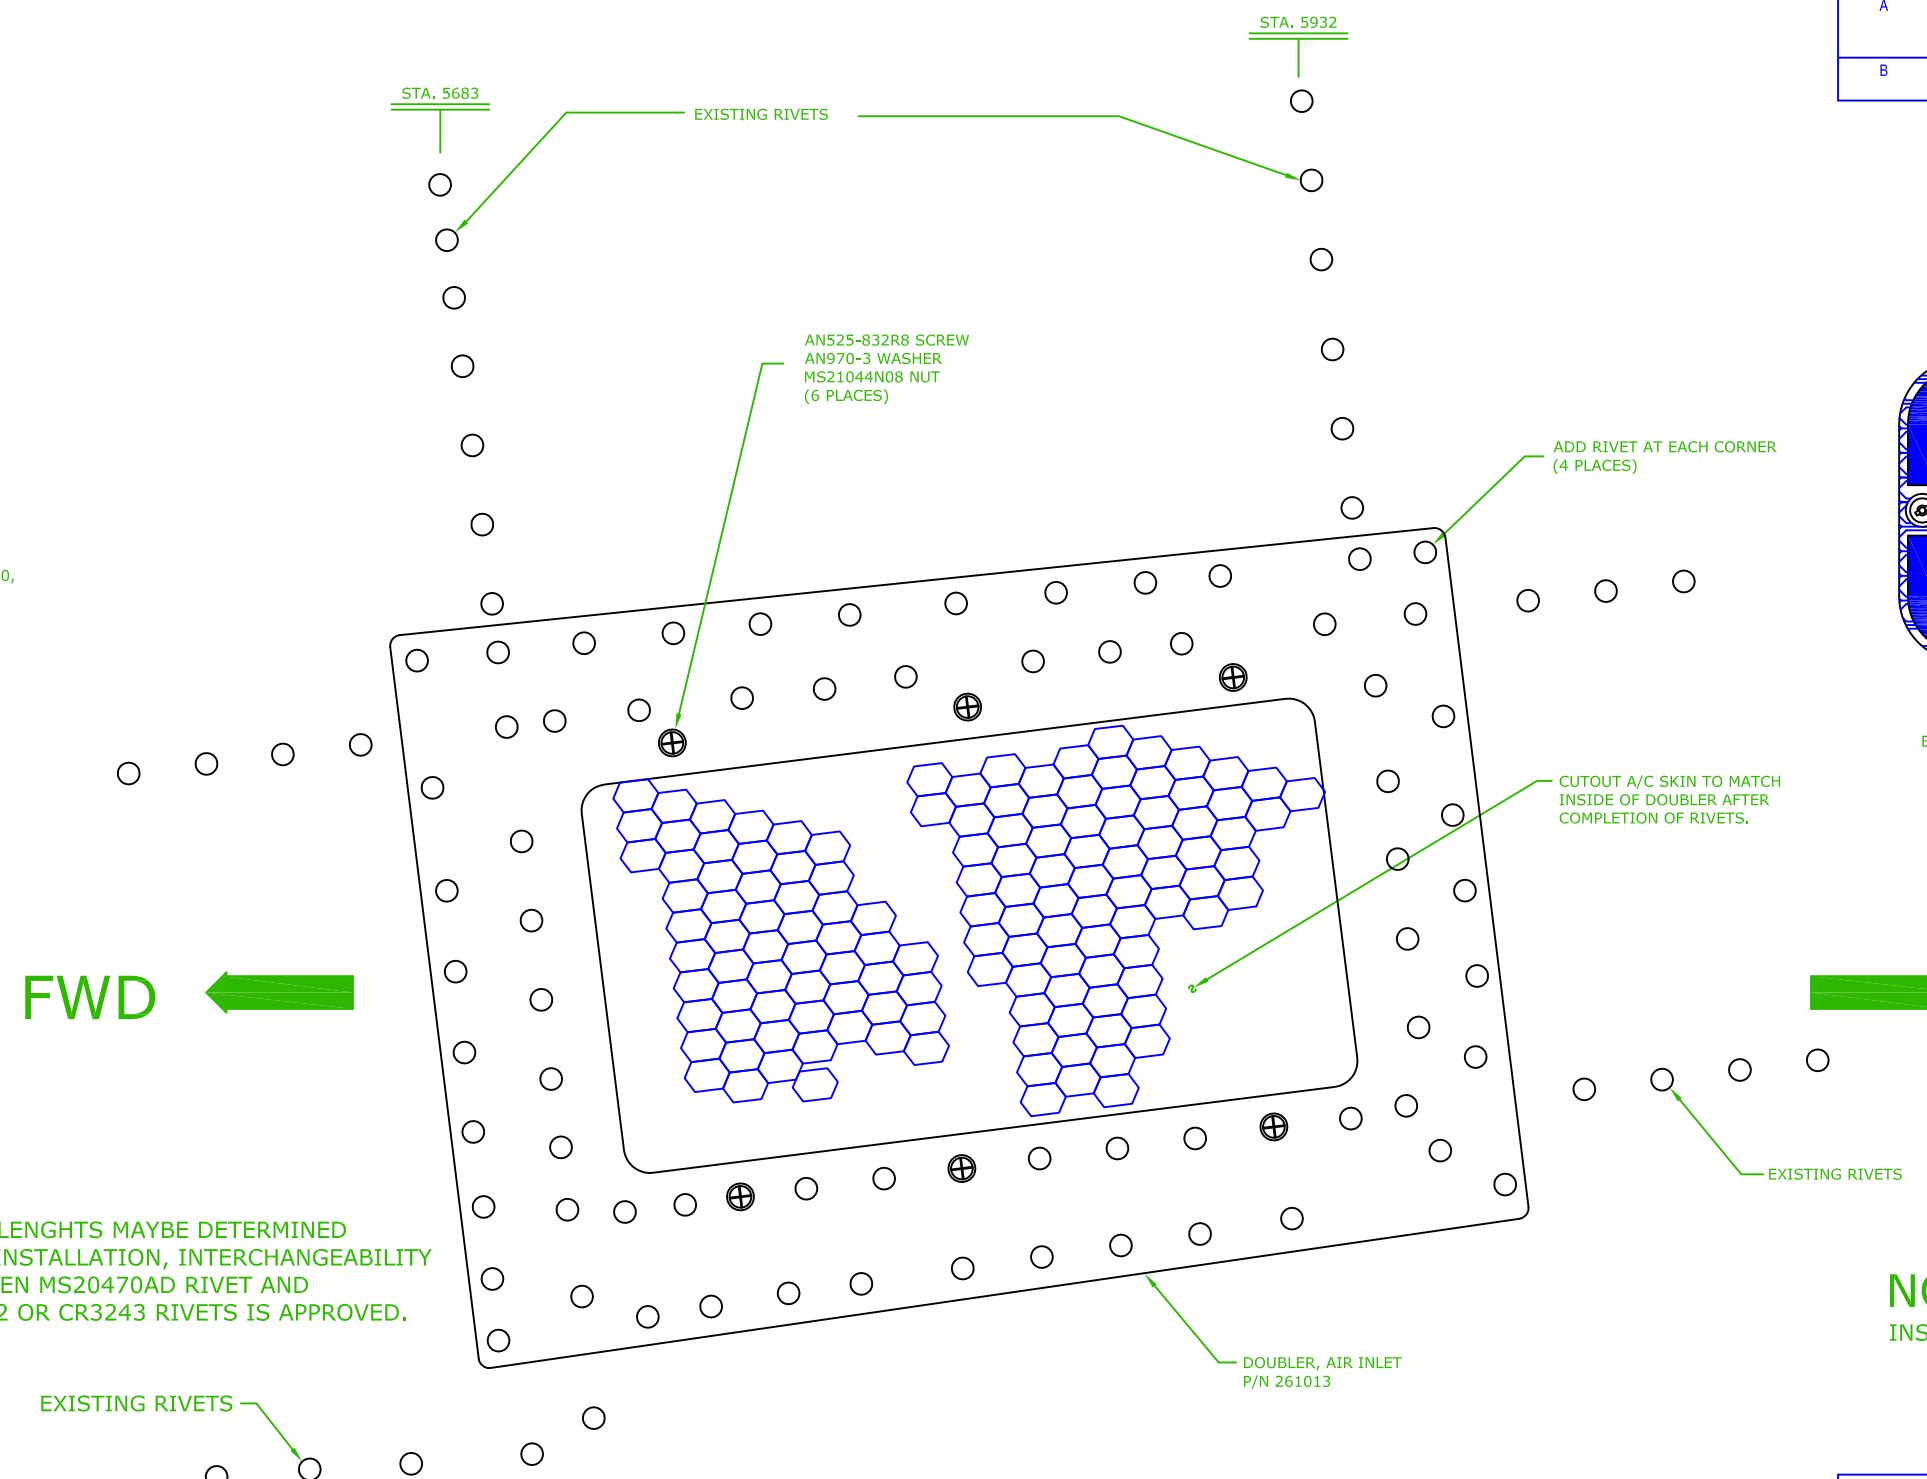 A
STA. 5932
B
STA. 5683
EXISTING RIVETS
AN525-832R8 SCREW
AN970-3 WASHER
MS21044N08 NUT
(6 PLACES)
ADD RIVET AT EACH CORNER
(4 PLACES)
0,
CUTOUT A/C SKIN TO MATCH
INSIDE OF DOUBLER AFTER
COMPLETION OF RIVETS.
FWD
EXISTING RIVETS
LENGHTS MAYBE DETERMINED
INSTALLATION, INTERCHANGEABILITY
EN MS20470AD RIVET AND
2 OR CR3243 RIVETS IS APPROVED.
INS
DOUBLER, AIR INLET
P/N 261013
EXISTING RIVETS